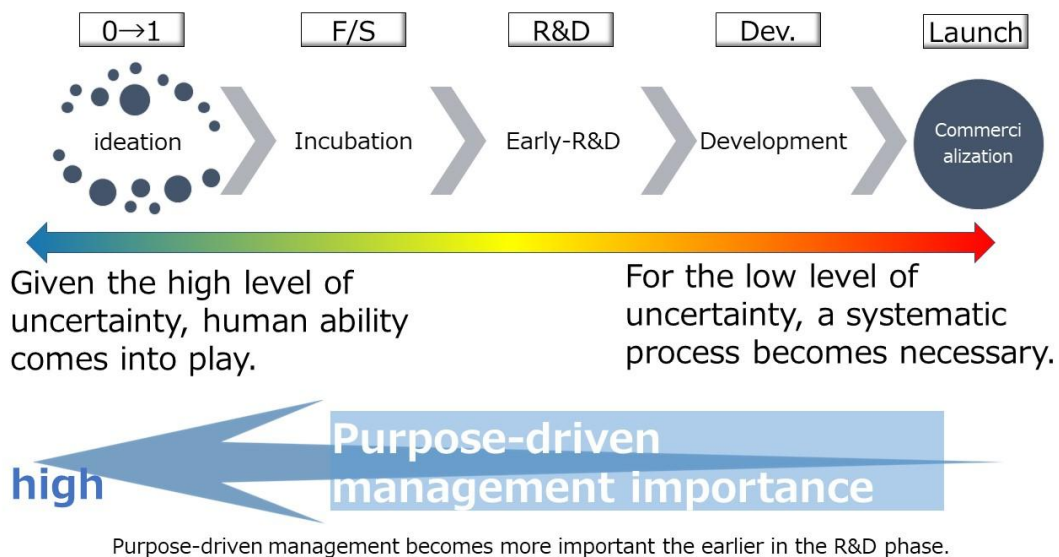 0→1
F/S
R&D
Dev.
Launch
ideation
Incubation
Early-R&D
Development
Commerci
alization
Given the high level of
uncertainty, human ability
comes into play.
For the low level of
uncertainty, a systematic
process becomes necessary.
Purpose-driven
management importance
high
Purpose-driven management becomes more important the earlier in the R&D phase.